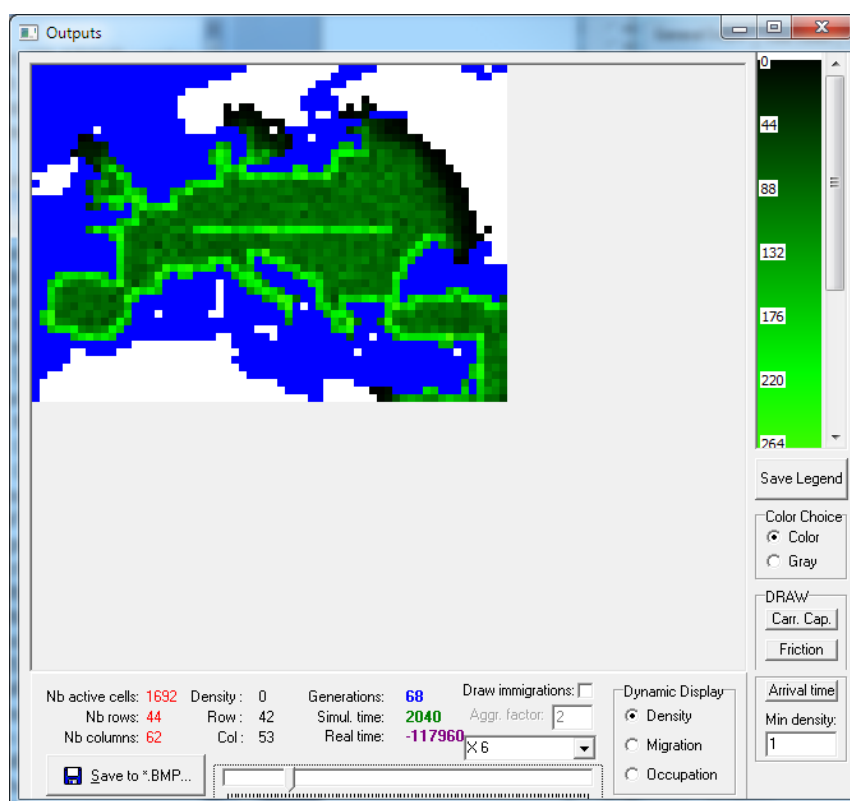 Outputs
0
44
88
132
176
220
264
Save Legend
Color Choice
Color
Gray
DRAW
Carr. Cap.
Friction
Nb active cells: 1692 Density : 0 Generations: 68 Draw immigrations:
Nb rows: 44 Row : 42 Simul. time: 2040 Aggr. factor: 2
Nb columns: 62 Col : 53 Real time: -117960 X 6
Save to *.BMP...
Dynamic Display
Density
Migration
Occupation
Arrival time
Min density:
1